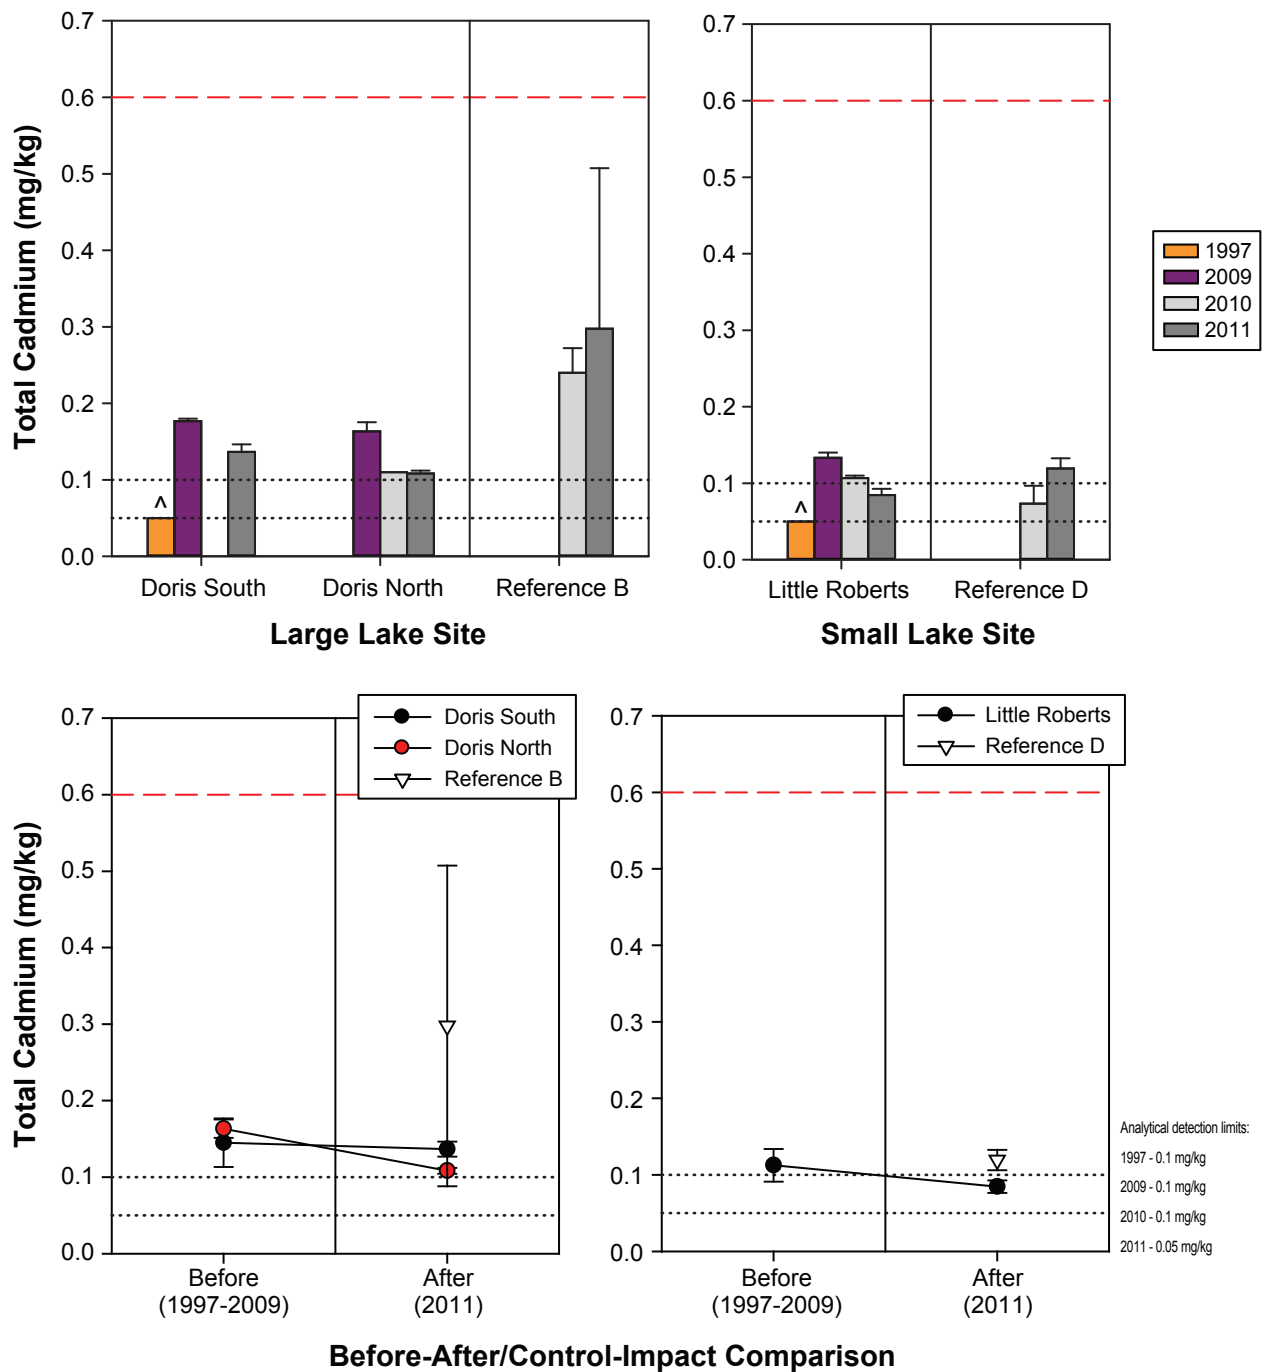 0.7
0.6
0.5
0.4
0.3
0.2
0.1
0.0
Total Cadmium (mg/kg)
^
Doris South
Doris North
Reference B
Large Lake Site
0.7
0.6
0.5
0.4
0.3
0.2
0.1
0.0
^
Little Roberts
Reference D
Small Lake Site
1997
2009
2010
2011
0.7
0.6
0.5
0.4
0.3
0.2
0.1
0.0
Total Cadmium (mg/kg)
Doris South
Doris North
Reference B
Before
(1997-2009)
After
(2011)
0.7
0.6
0.5
0.4
0.3
0.2
0.1
0.0
Little Roberts
Reference D
Before
(1997-2009)
After
(2011)
Analytical detection limits:
1997 - 0.1 mg/kg
2009 - 0.1 mg/kg
2010 - 0.1 mg/kg
2011 - 0.05 mg/kg
Before-After/Control-Impact Comparison